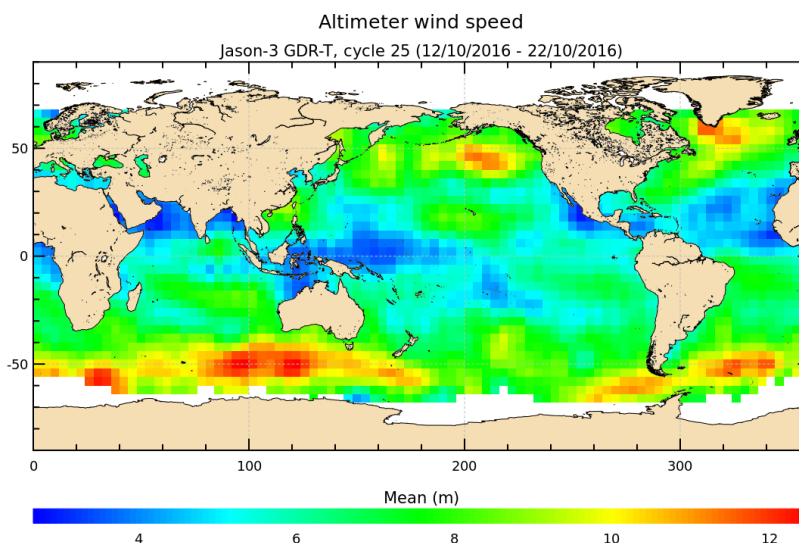 Altimeter wind speed
Jason-3 GDR-T, cycle 25 (12/10/2016 - 22/10/2016)
50
0
-50
0 100 200 300
Mean (m)
4 6 8 10 12